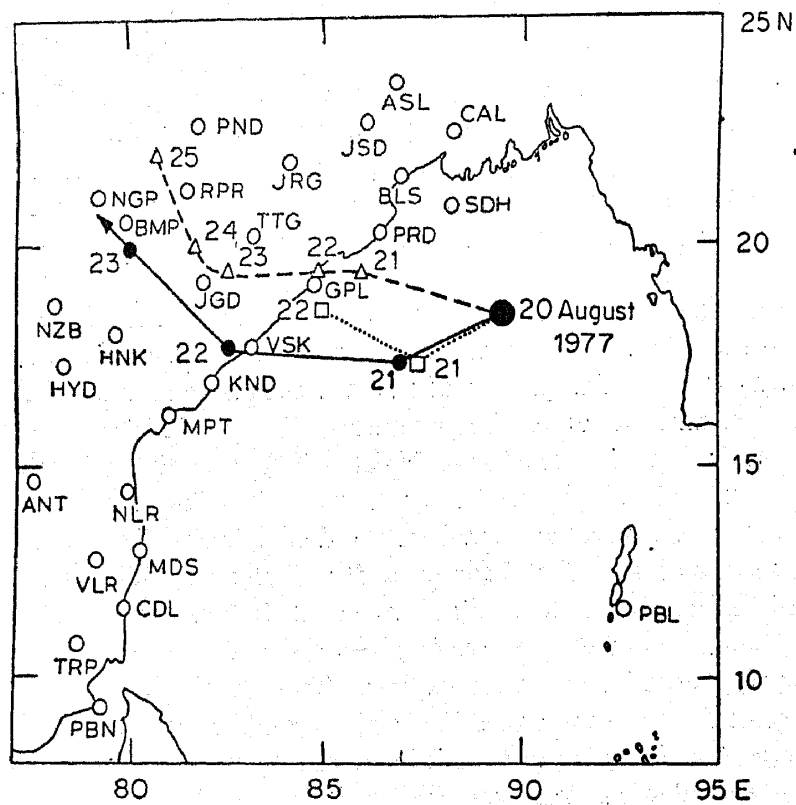 25 N
ASL
PND
CAL
JSD
25
JRG
NGP
RPR
BLS
SDH
BMP
24
TTG
PRD
23
23
22
21
JGD
GPL
NZB
22
20 August
1977
HNK
22
VSK
HYD
21
21
KND
MPT
20
15
ANT
NLR
MDS
VLR
CDL
PBL
TRP
10
PBN
80
85
90
95 E